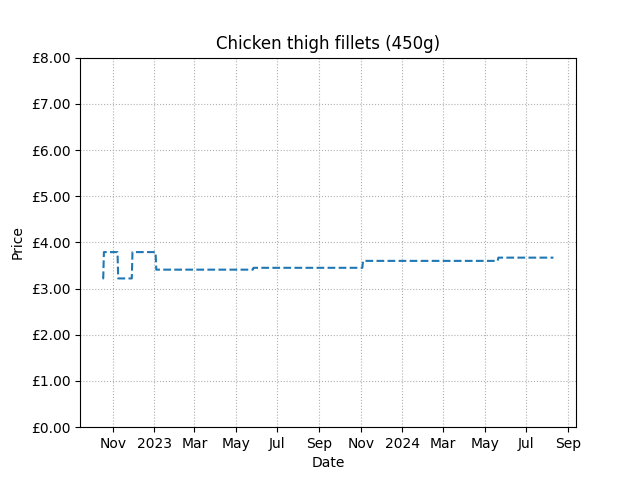 Chicken thigh fillets (450g)
£8.00
£7.00
£6.00
£5.00
£4.00
£3.00
£2.00
£1.00
£0.00
Price
Nov 2023 Mar May Jul Sep Nov 2024 Mar May Jul Sep
Date